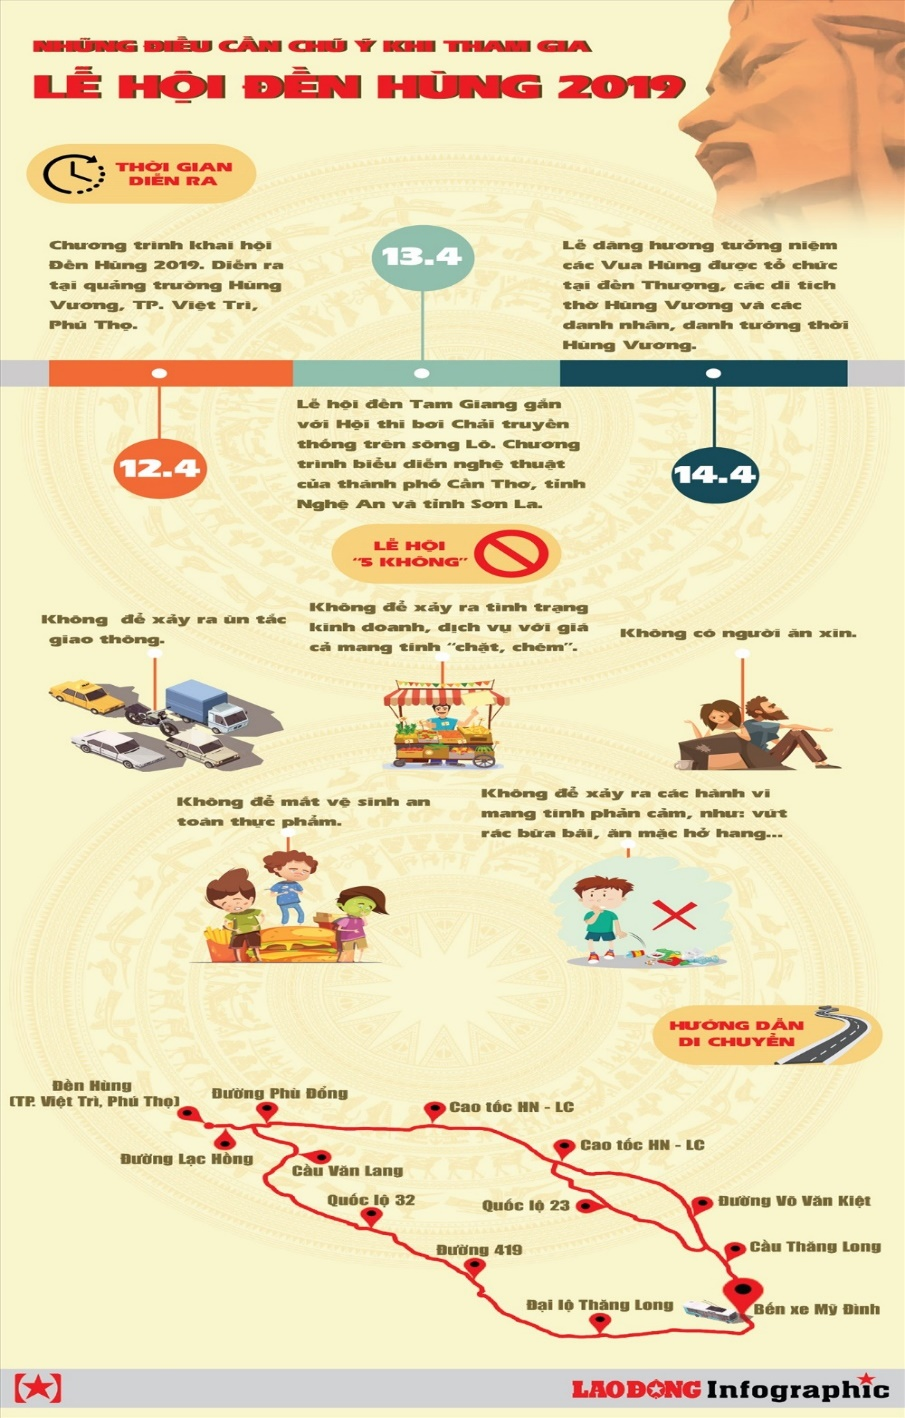 NHỮNG ĐIỀU CẦN CHÚ Ý KHI THAM GIA
LỄ HỘI ĐỀN HÙNG 2019
THỜI GIAN
DIỄN RA
Chương trình khai hội
Đền Hùng 2019. Diễn ra
tại quảng trường Hùng
Vương, TP. Việt Trì,
Phú Thọ.
12.4
13.4
Lễ hội đền Tam Giang gắn
với Hội thi bơi Chải truyền
thống trên sông Lô. Chương
trình biểu diễn nghệ thuật
của thành phố Cần Thơ, tỉnh
Nghệ An và tỉnh Sơn La.
Lễ dâng hương tưởng niệm
các Vua Hùng được tổ chức
tại đền Thượng, các di tích
thờ Hùng Vương và các
danh nhân, danh tướng thời
Hùng Vương.
14.4
LỄ HỘI
"5 KHÔNG"
Không để xảy ra ùn tắc
giao thông.
Không để xảy ra tình trạng
kinh doanh, dịch vụ với giá
cả mang tính "chặt, chém".
Không có người ăn xin.
Không để mất vệ sinh an
toàn thực phẩm.
Không để xảy ra các hành vi
mang tính phản cảm, như: vứt
rác bừa bãi, ăn mặc hở hang...
HƯỚNG DẪN
DI CHUYỂN
Đền Hùng
(TP. Việt Trì, Phú Thọ)
Đường Phù Đổng
Cao tốc HN - LC
Đường Lạc Hồng
Cầu Văn Lang
Cao tốc HN - LC
Quốc lộ 32
Quốc lộ 23
Đường Võ Văn Kiệt
Đường 419
Cầu Thăng Long
Đại lộ Thăng Long
Bến xe Mỹ Đình
LAO ĐỘNG Infographic